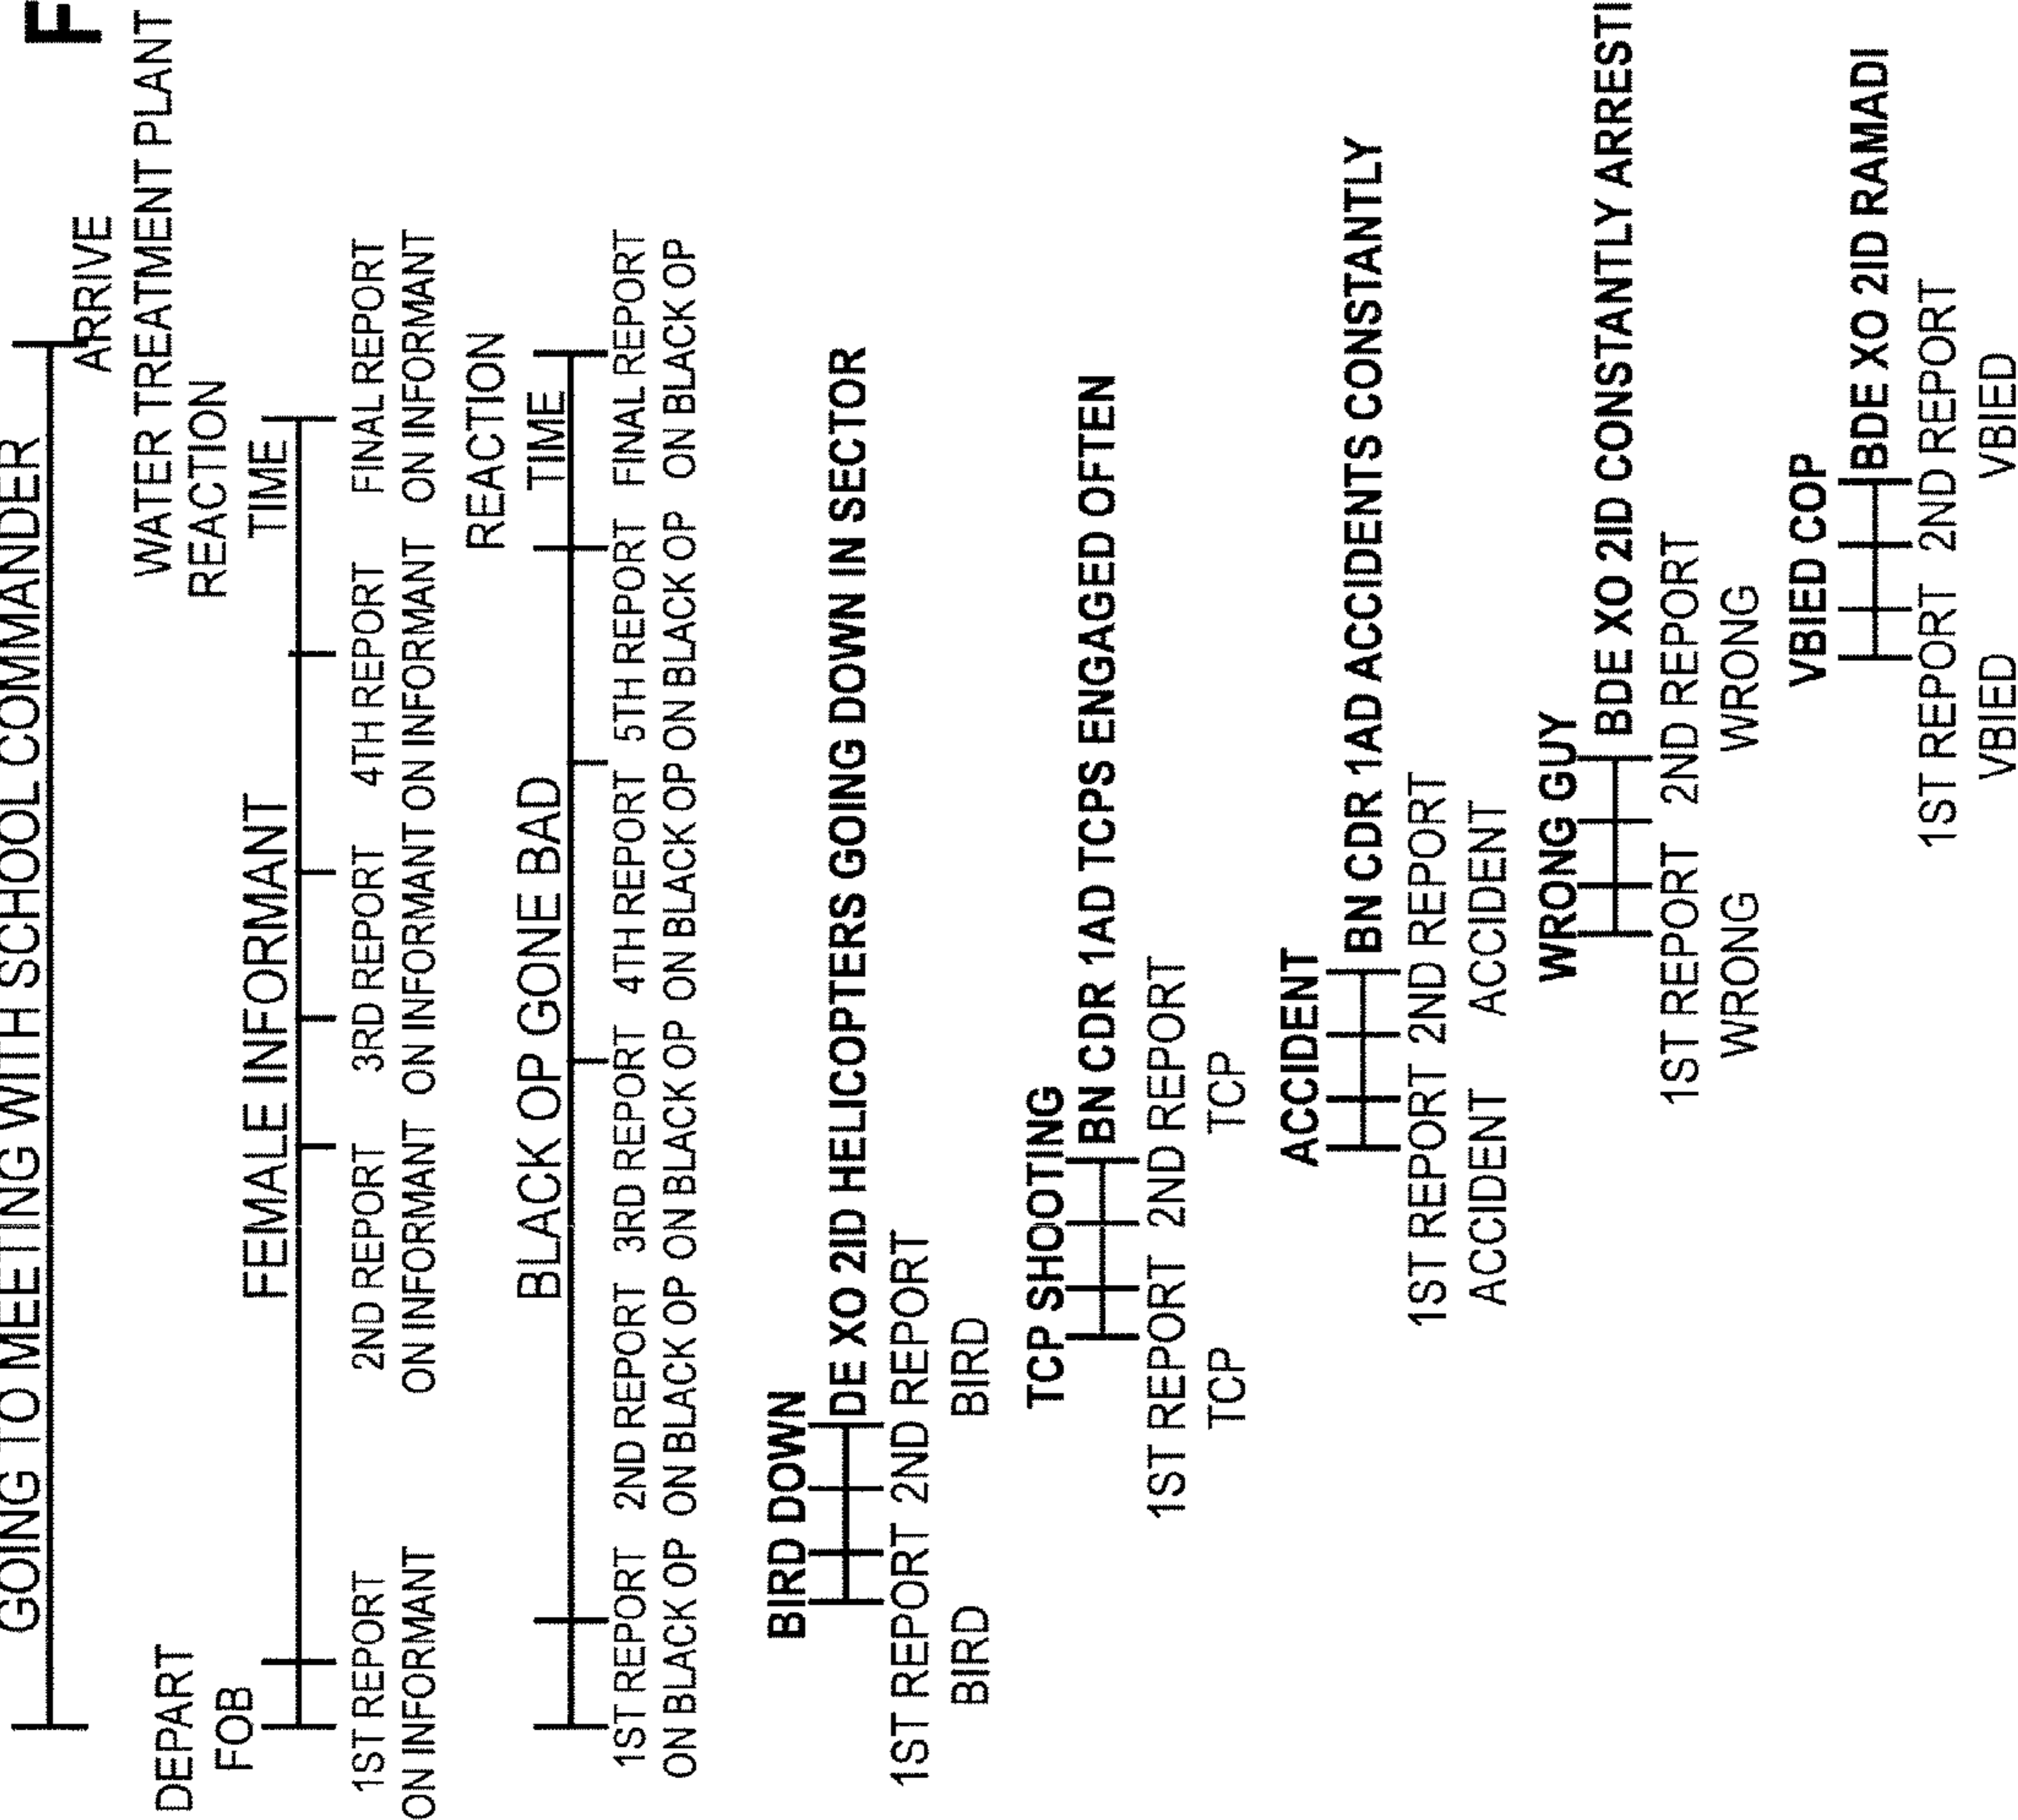 F
GOING TO MEETING WITH SCHOOL COMMANDER
ARRIVE
WATER TREATMENT PLANT
DEPART
FOB
REACTION
TIME
FEMALE INFORMANT
1ST REPORT 2ND REPORT 3RD REPORT 4TH REPORT FINAL REPORT
ON INFORMANT ON INFORMANT ON INFORMANT ON INFORMANT ON INFORMANT
REACTION
TIME
BLACK OP GONE BAD
1ST REPORT 2ND REPORT 3RD REPORT 4TH REPORT 5TH REPORT FINAL REPORT
ON BLACK OP ON BLACK OP ON BLACK OP ON BLACK OP ON BLACK OP ON BLACK OP
BIRD DOWN
DE XO 2ID HELICOPTERS GOING DOWN IN SECTOR
1ST REPORT 2ND REPORT
BIRD BIRD
TCP SHOOTING
BN CDR 1AD TCPS ENGAGED OFTEN
1ST REPORT 2ND REPORT
TCP TCP
ACCIDENT
BN CDR 1AD ACCIDENTS CONSTANTLY
1ST REPORT 2ND REPORT
ACCIDENT ACCIDENT
WRONG GUY
BDE XO 2ID CONSTANTLY ARRESTI
1ST REPORT 2ND REPORT
WRONG WRONG
VBIED COP
BDE XO 2ID RAMADI
1ST REPORT 2ND REPORT
VBIED VBIED